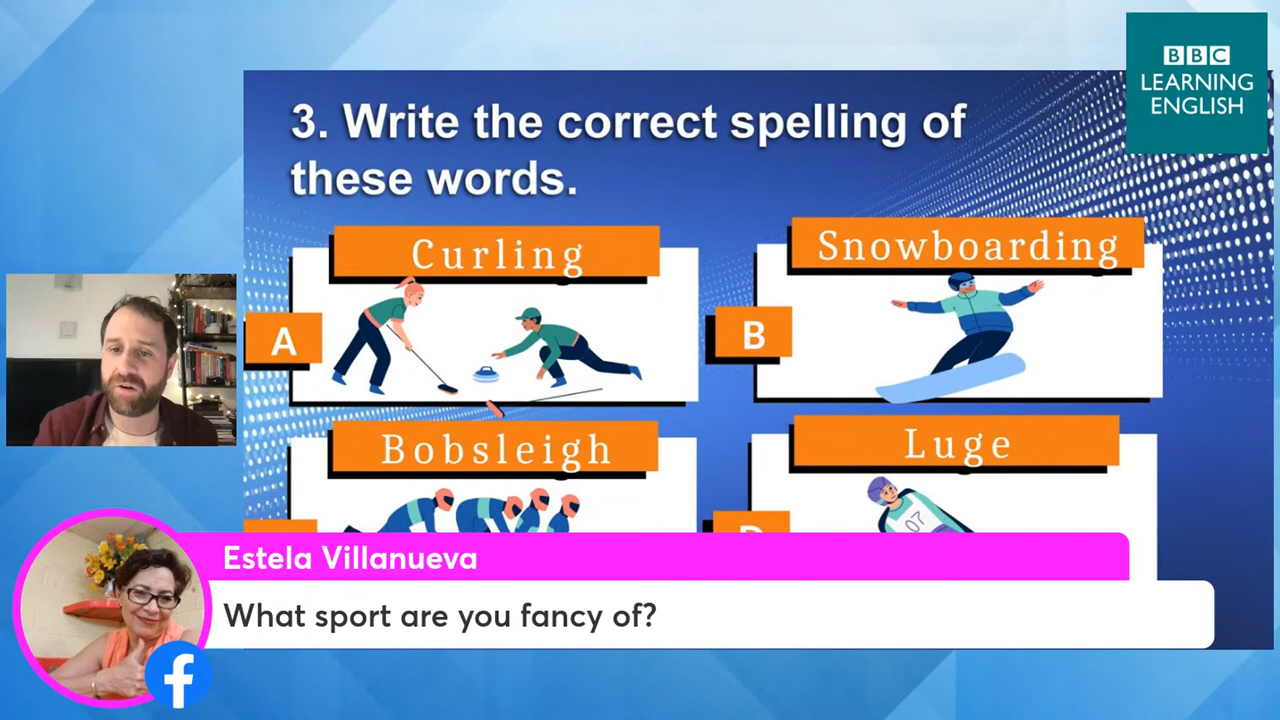 BBC
LEARNING
ENGLISH
3. Write the correct spelling of
these words.
Curling
Snowboarding
A
B
Bobsleigh
Luge
07
Estela Villanueva
What sport are you fancy of?